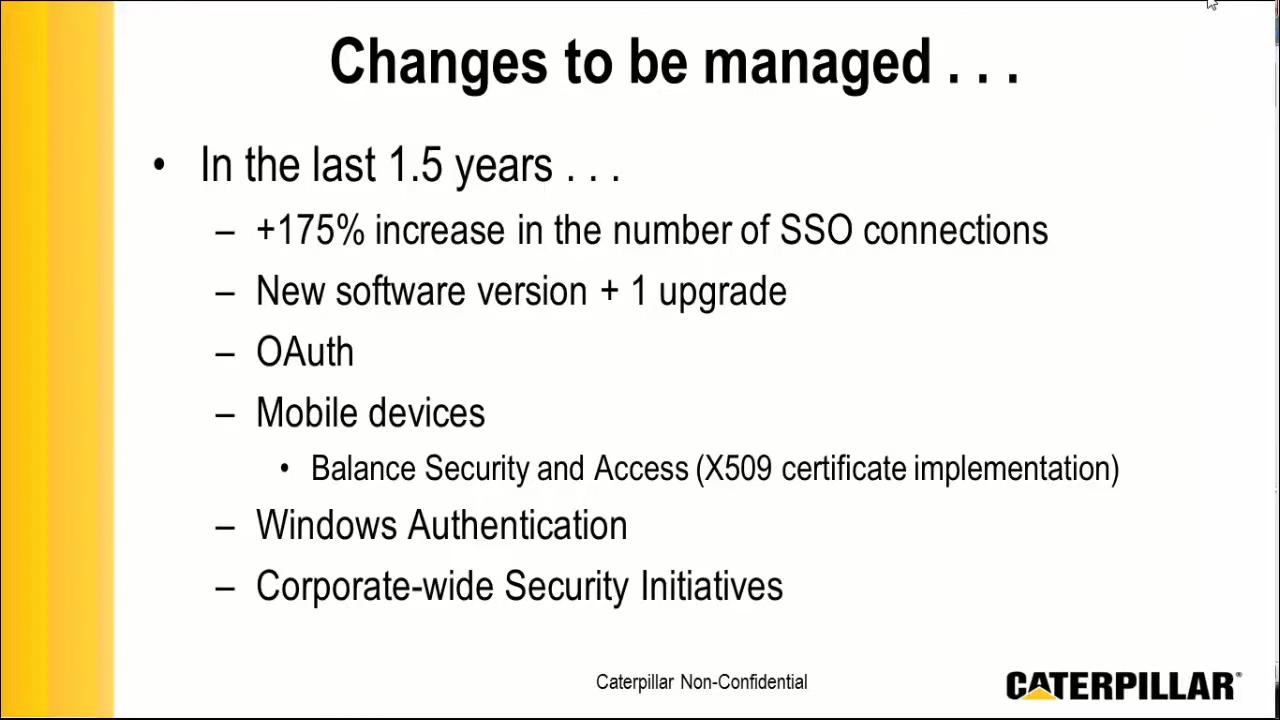 Changes to be managed . . .
• In the last 1.5 years . . .
– +175% increase in the number of SSO connections
– New software version + 1 upgrade
– OAuth
– Mobile devices
• Balance Security and Access (X509 certificate implementation)
– Windows Authentication
– Corporate-wide Security Initiatives
Caterpillar Non-Confidential
CATERPILLAR®